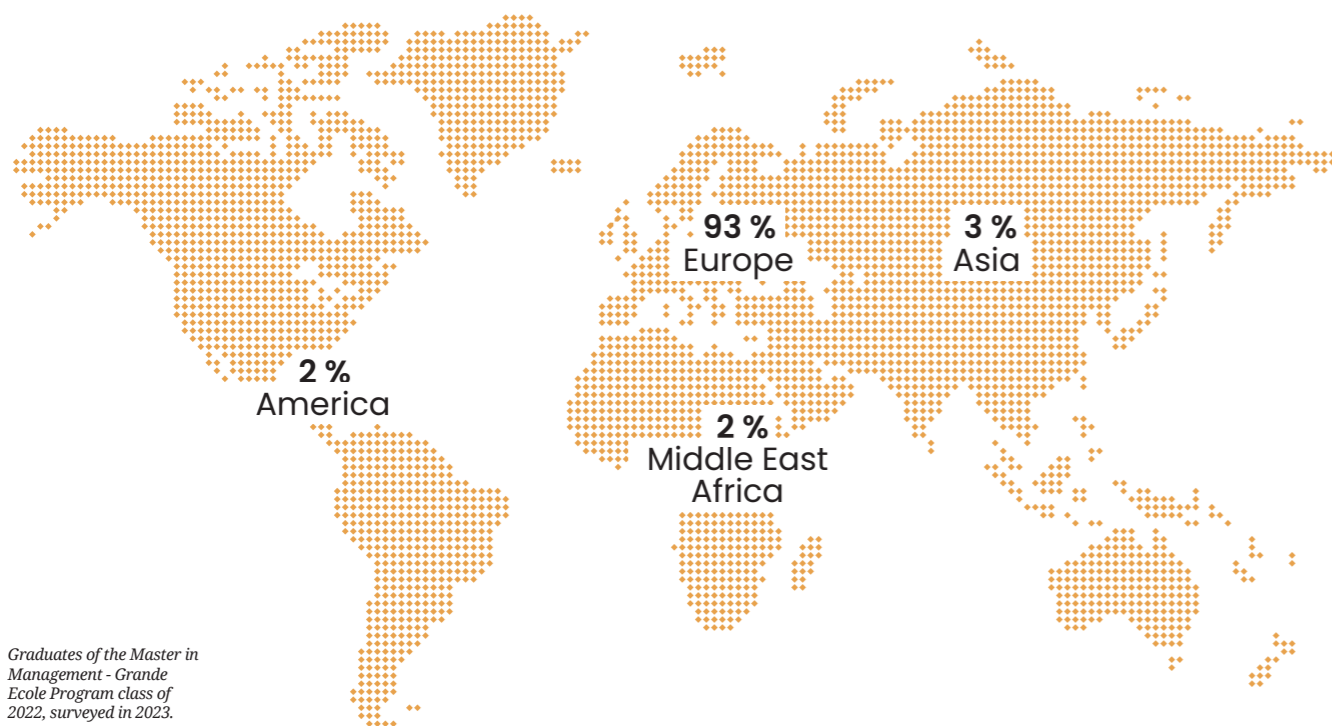 93 %
Europe
3 %
Asia
2 %
America
2 %
Middle East
Africa
Graduates of the Master in
Management - Grande
Ecole Program class of
2022, surveyed in 2023.